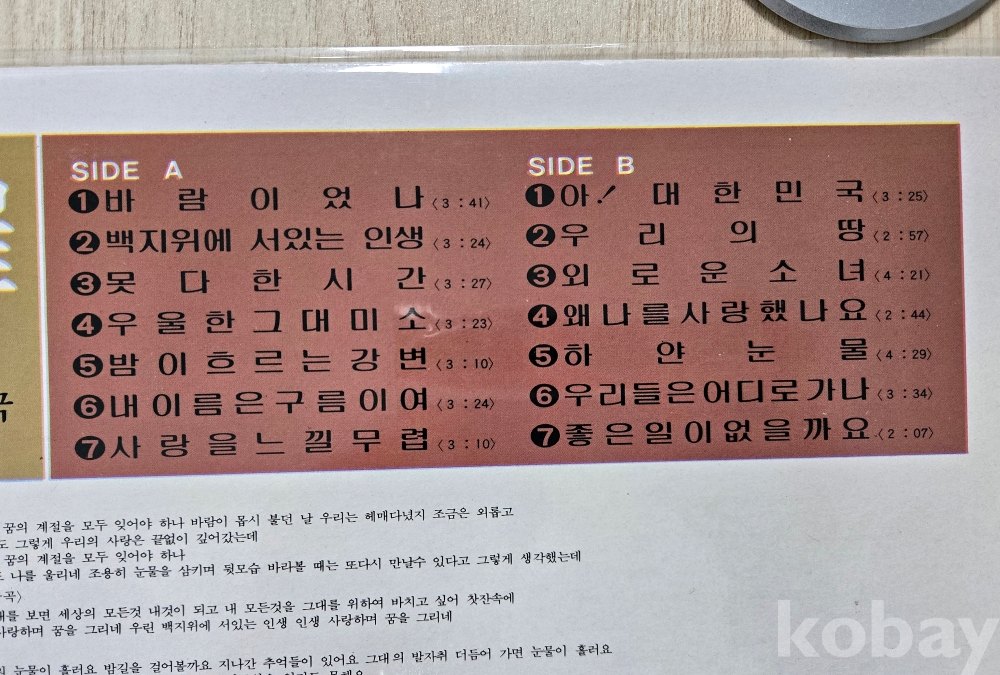 SIDE A
❶바람이었나〈3:41〉
❷백지위에 서있는 인생〈3:24〉
❸못다한시간〈3:27〉
❹우울한그대미소〈3:23〉
❺밤이흐르는강변〈3:10〉
❻내이름은구름이여〈3:24〉
❼사랑을느낄무렵〈3:10〉
SIDE B
❶아!대한민국〈3:25〉
❷우리의땅〈2:57〉
❸외로운소녀〈4:21〉
❹왜나를사랑했나요〈2:44〉
❺하얀눈물〈4:29〉
❻우리들은어디로가나〈3:34〉
❼좋은일이없을까요〈2:07〉
꿈의 계절을 모두 잊어야 하나 바람이 몹시 불던 날 우리는 헤매다녔지 조금은 외롭고
도 그렇게 우리의 사랑은 끝없이 깊어갔는데
꿈의 계절을 모두 잊어야 하나
나를 울리네 조용히 눈물을 삼키며 뒷모습 바라볼 때는 또다시 만날수 있다고 그렇게 생각했는데
곡〉
를 보면 세상의 모든것 내것이 되고 내 모든것을 그대를 위하여 바치고 싶어 찻잔속에
사랑하며 꿈을 그리네 우린 백지위에 서있는 인생 인생 사랑하며 꿈을 그리네
눈물이 흘러요 밤길을 걸어볼까요 지나간 추억들이 있어요 그대의 발자취 더듬어 가면 눈물이 흘러요
kobay